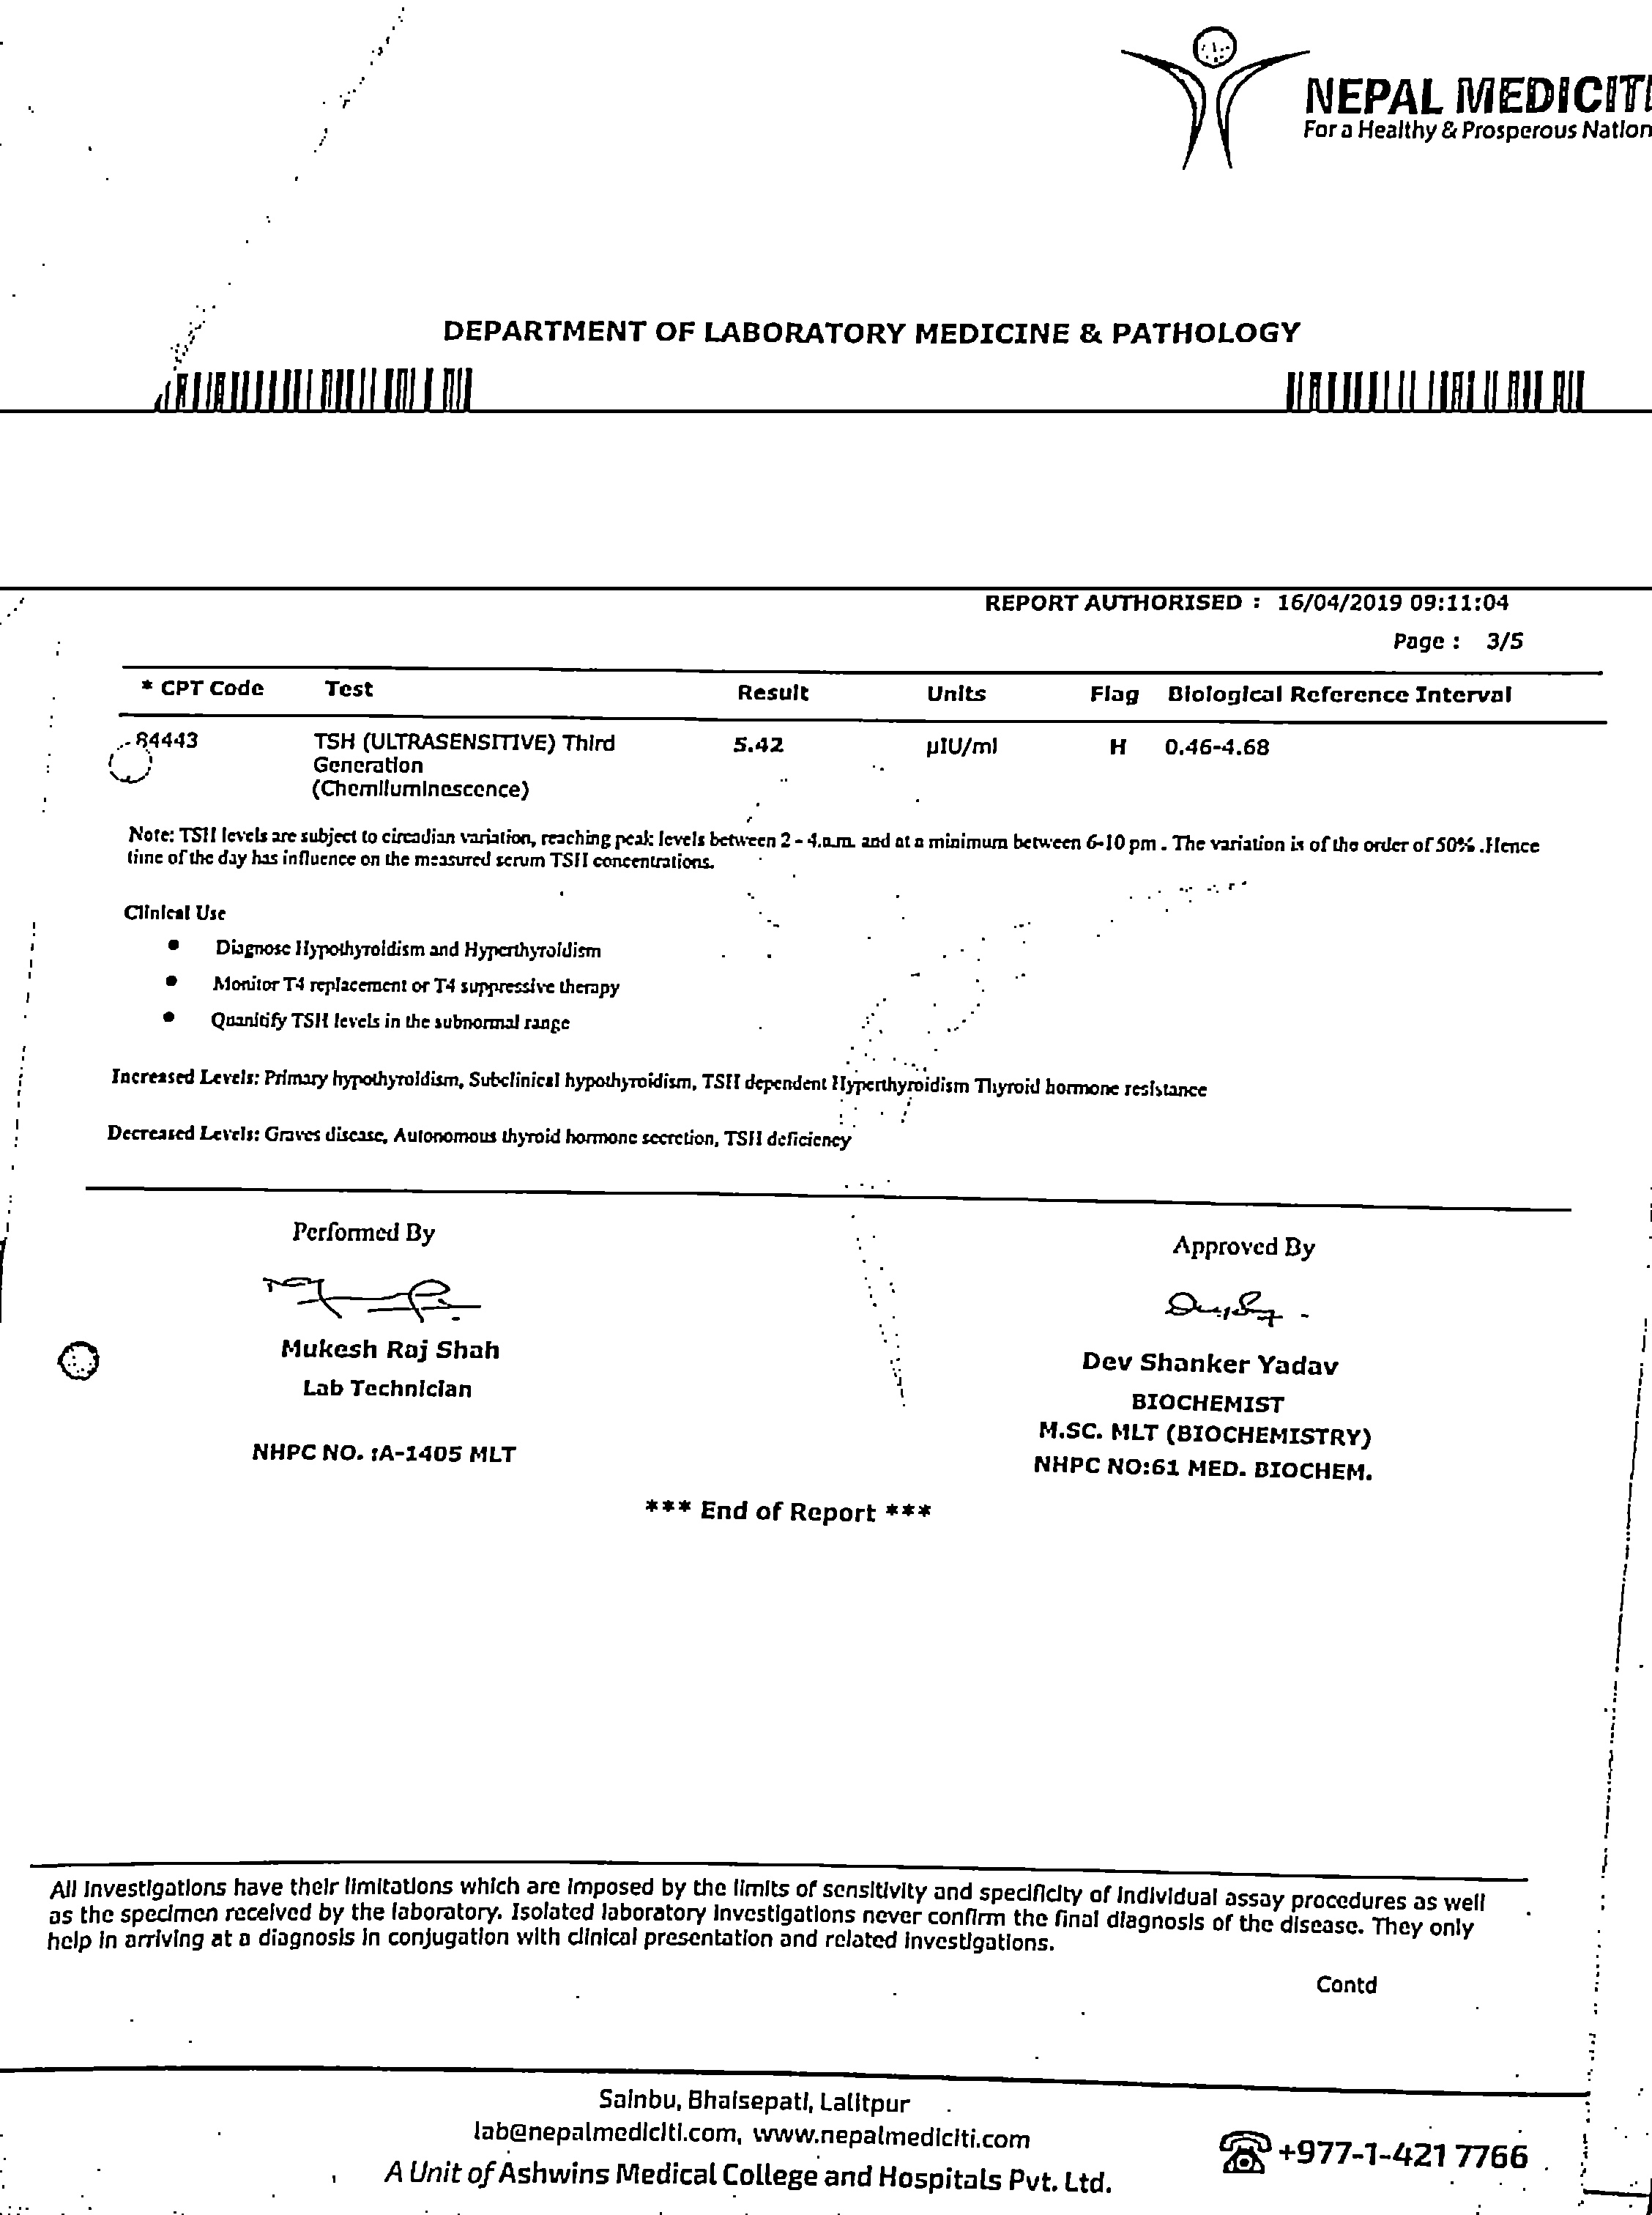 NEPAL MEDICITI
For a Healthy & Prosperous Nation
DEPARTMENT OF LABORATORY MEDICINE & PATHOLOGY
REPORT AUTHORISED : 16/04/2019 09:11:04
Page : 3/5
* CPT Code Test Result Units Flag Biological Reference Interval
84443 TSH (ULTRASENSITIVE) Third 5.42 µIU/ml H 0.46-4.68
Generation
(Chemiluminescence)
Note: TSH levels are subject to circadian variation, reaching peak levels between 2 - 4.a.m. and at a minimum between 6-10 pm . The variation is of the order of 50% .Hence
time of the day has influence on the measured serum TSH concentrations.
Clinical Use
● Diagnose Hypothyroidism and Hyperthyroidism
● Monitor T4 replacement or T4 suppressive therapy
● Quanitify TSH levels in the subnormal range
Increased Levels: Primary hypothyroidism, Subclinical hypothyroidism, TSH dependent Hyperthyroidism Thyroid hormone resistance
Decreased Levels: Graves disease, Autonomous thyroid hormone secretion, TSH deficiency
Performed By
Approved By
Mukesh Raj Shah
Lab Technician
NHPC NO. :A-1405 MLT
Dev Shanker Yadav
BIOCHEMIST
M.SC. MLT (BIOCHEMISTRY)
NHPC NO:61 MED. BIOCHEM.
*** End of Report ***
All Investigations have their limitations which are imposed by the limits of sensitivity and specificity of individual assay procedures as well
as the specimen received by the laboratory. Isolated laboratory investigations never confirm the final diagnosis of the disease. They only
help in arriving at a diagnosis in conjugation with clinical presentation and related investigations.
Contd
Sainbu, Bhaisepati, Lalitpur
lab@nepalmediciti.com, www.nepalmediciti.com
A Unit of Ashwins Medical College and Hospitals Pvt. Ltd.
+977-1-421 7766